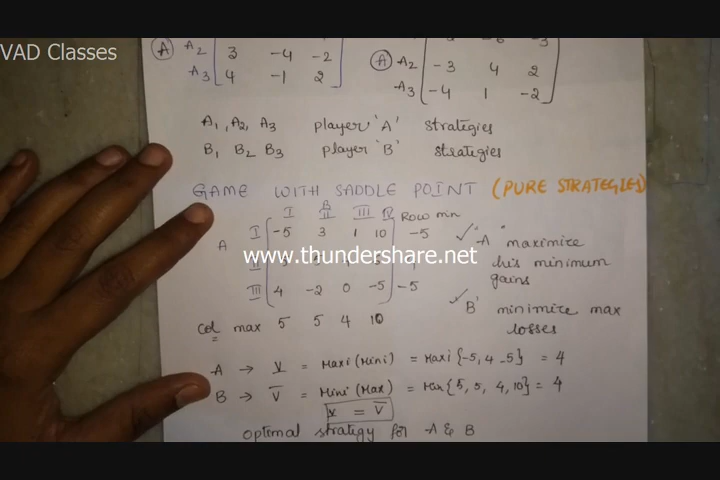 VAD Classes
A A2 3 -4 -2
A3 4 -1 2
A A2 -3 4 2
A3 -4 1 -2
A1, A2, A3 player 'A' strategies
B1 B2 B3 player 'B' strategies
GAME WITH SADDLE POINT (PURE STRATEGIES)
B
I II III IV Row min
A I -5 3 1 10 -5
II
www.thundershare.net
III 4 -2 0 -5 -5
Col max 5 5 4 10
✓ "A" maximize
his minimum
gains
✓ B' minimize max
losses
A → V = Maxi (Mini) = Maxi {-5, 4 -5} = 4
B → V̅ = Mini (Max) = Min {5, 5, 4, 10} = 4
V = V̅
optimal strategy for A & B